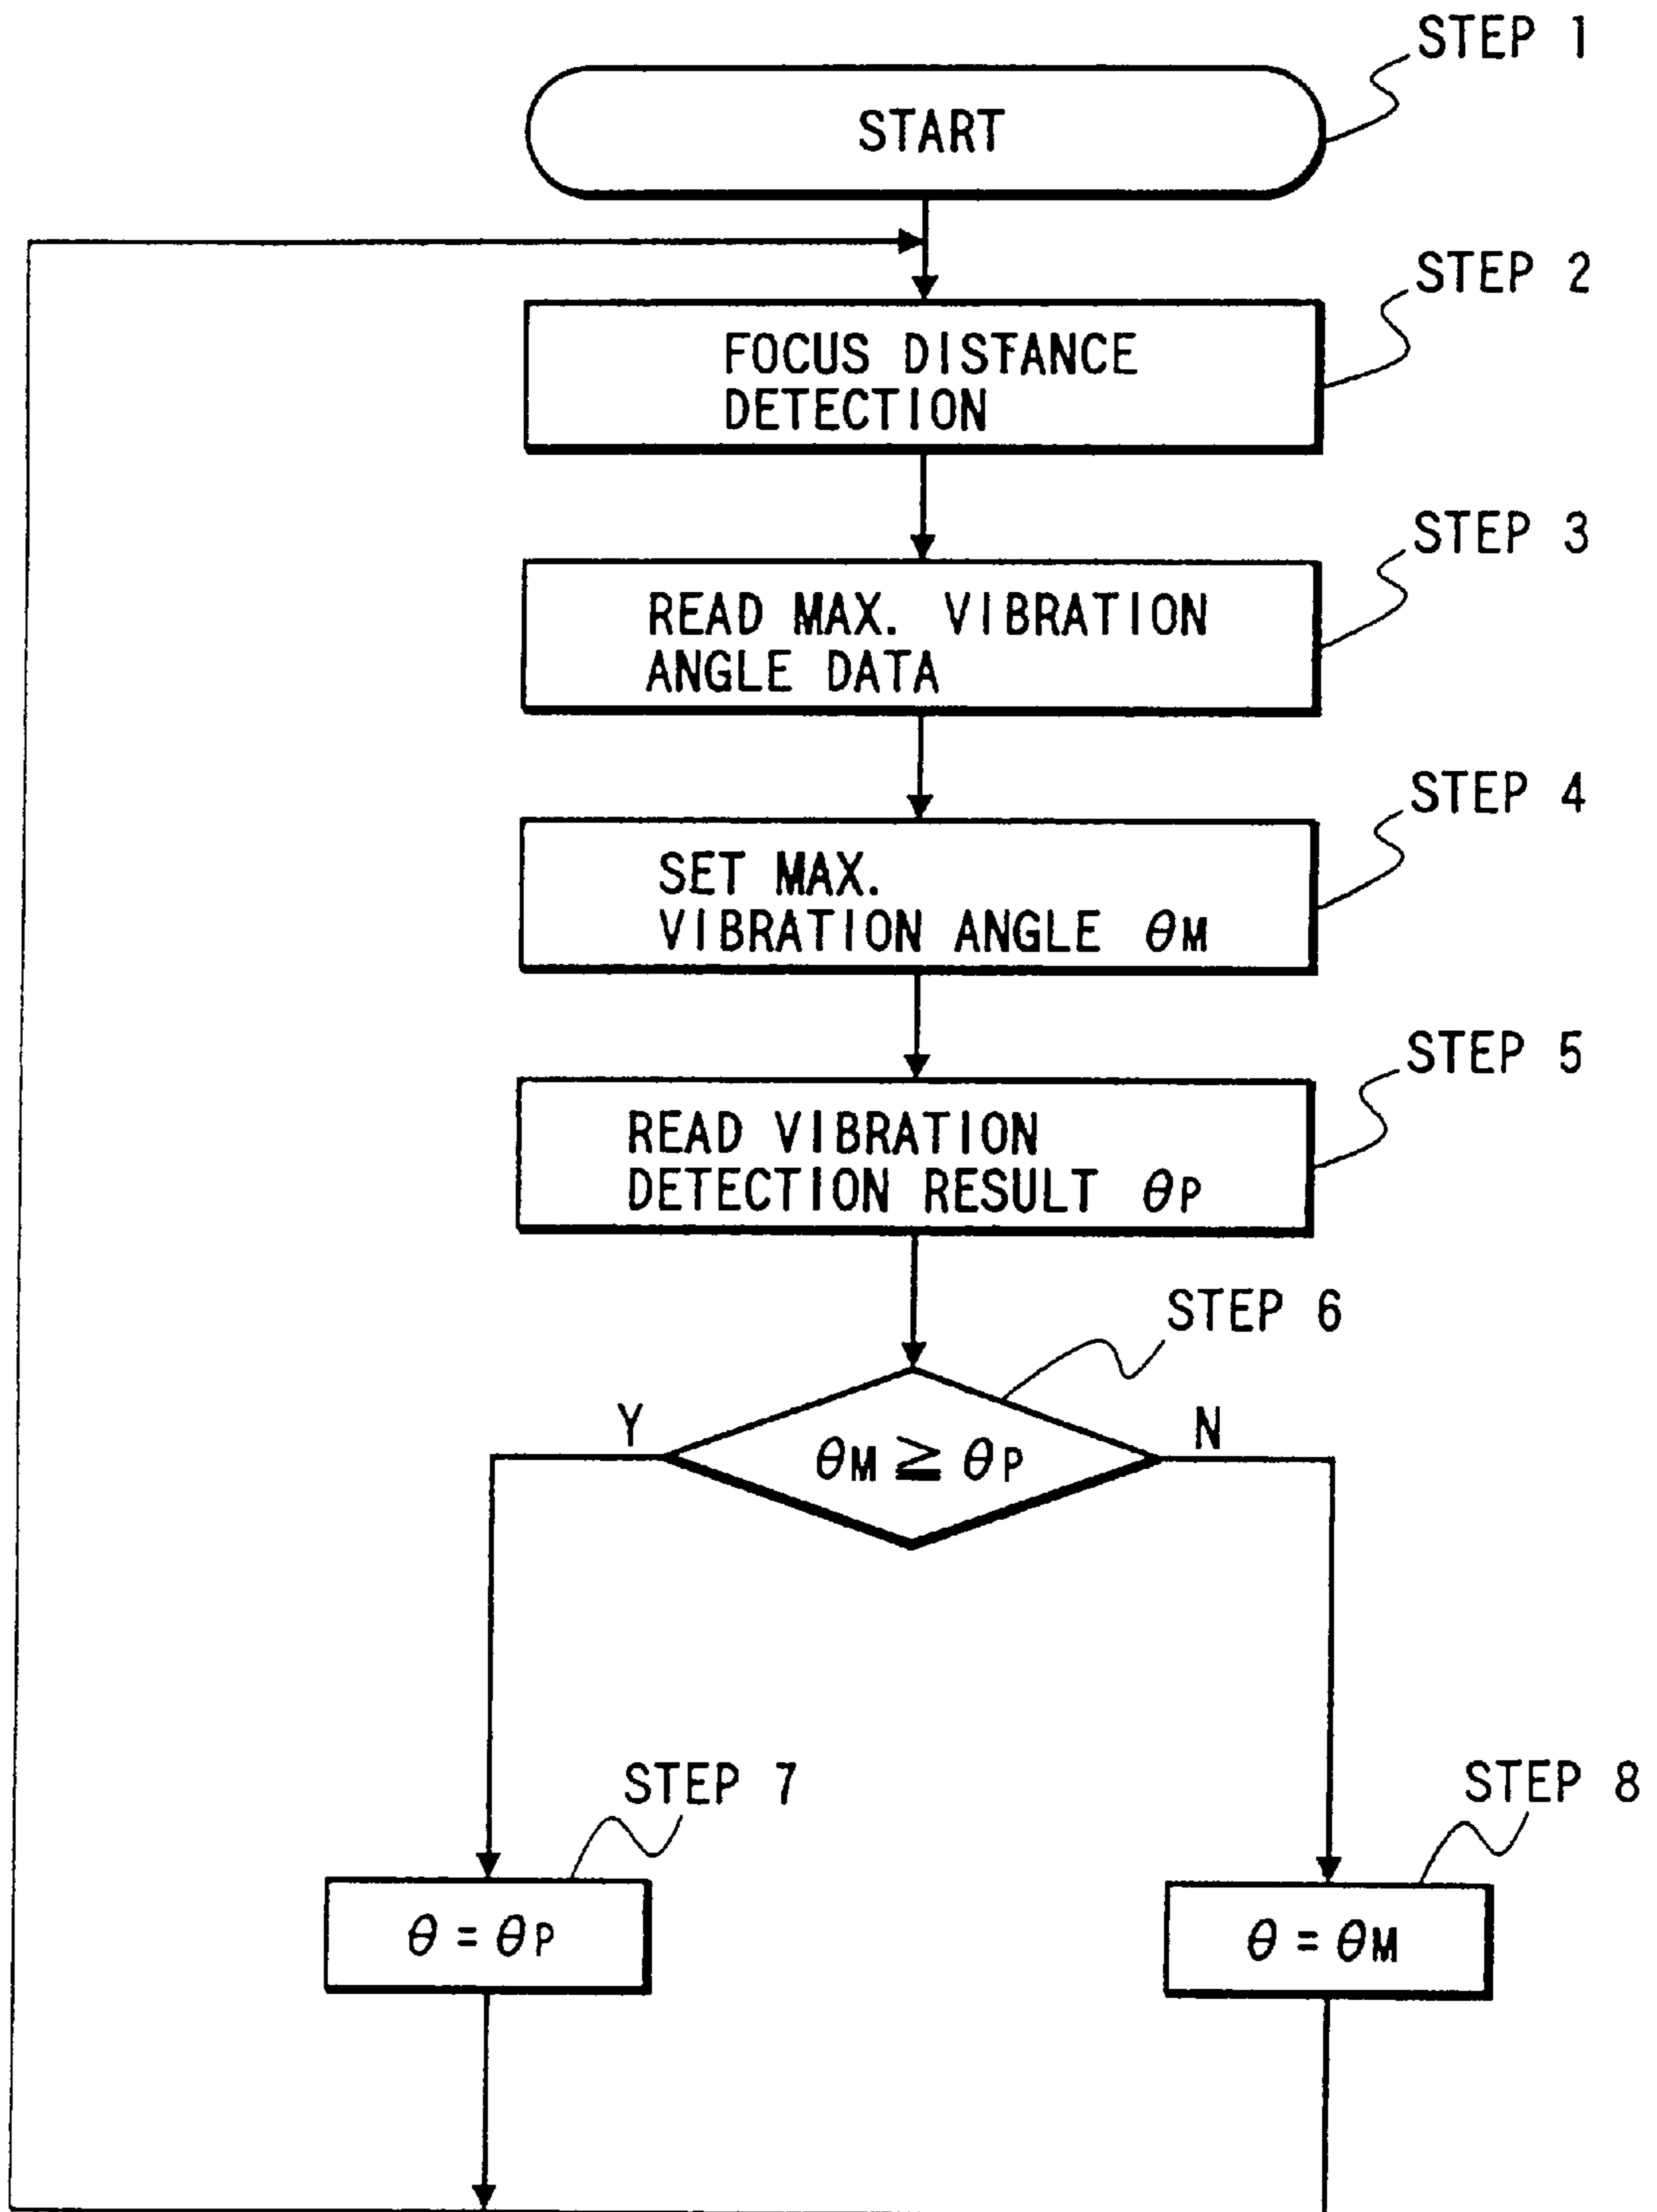 STEP 1
START
STEP 2
FOCUS DISTANCE
DETECTION
STEP 3
READ MAX. VIBRATION
ANGLE DATA
STEP 4
SET MAX.
VIBRATION ANGLE θM
STEP 5
READ VIBRATION
DETECTION RESULT θP
STEP 6
Y
N
θM ≧ θP
STEP 7
STEP 8
θ = θP
θ = θM